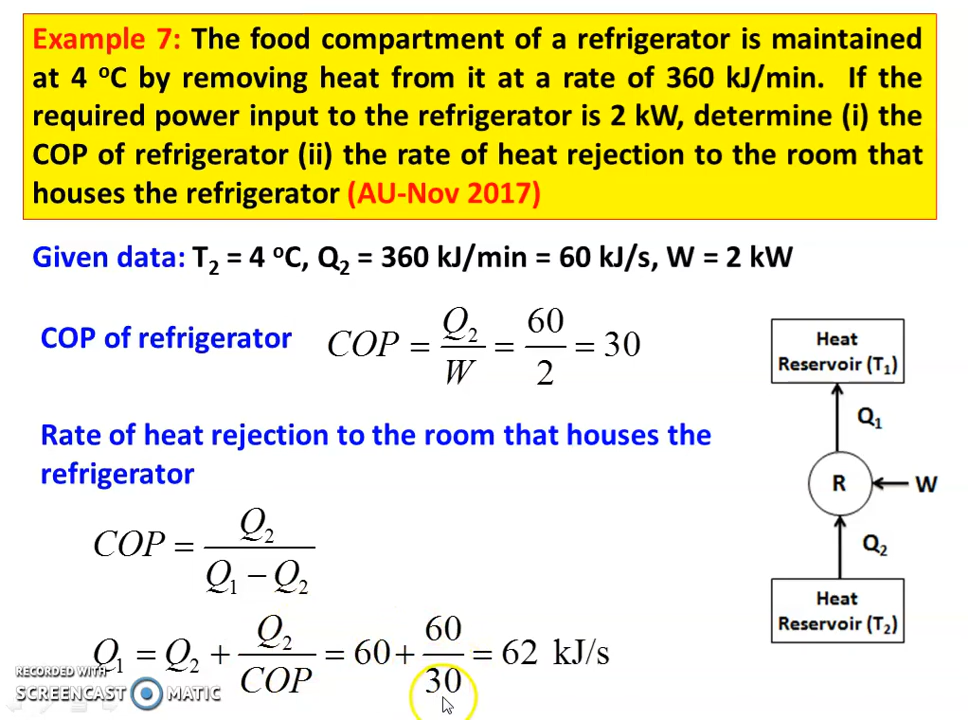 Example 7: The food compartment of a refrigerator is maintained
at 4 ᵒC by removing heat from it at a rate of 360 kJ/min. If the
required power input to the refrigerator is 2 kW, determine (i) the
COP of refrigerator (ii) the rate of heat rejection to the room that
houses the refrigerator (AU-Nov 2017)
Given data: T₂ = 4 ᵒC, Q₂ = 360 kJ/min = 60 kJ/s, W = 2 kW
COP of refrigerator COP = Q₂/W = 60/2 = 30
Heat
Reservoir (T₁)
Q₁
R
W
Q₂
Heat
Reservoir (T₂)
Rate of heat rejection to the room that houses the
refrigerator
COP = Q₂/(Q₁ − Q₂)
Q₁ = Q₂ + Q₂/COP = 60 + 60/30 = 62 kJ/s
RECORDED WITH
SCREENCAST MATIC